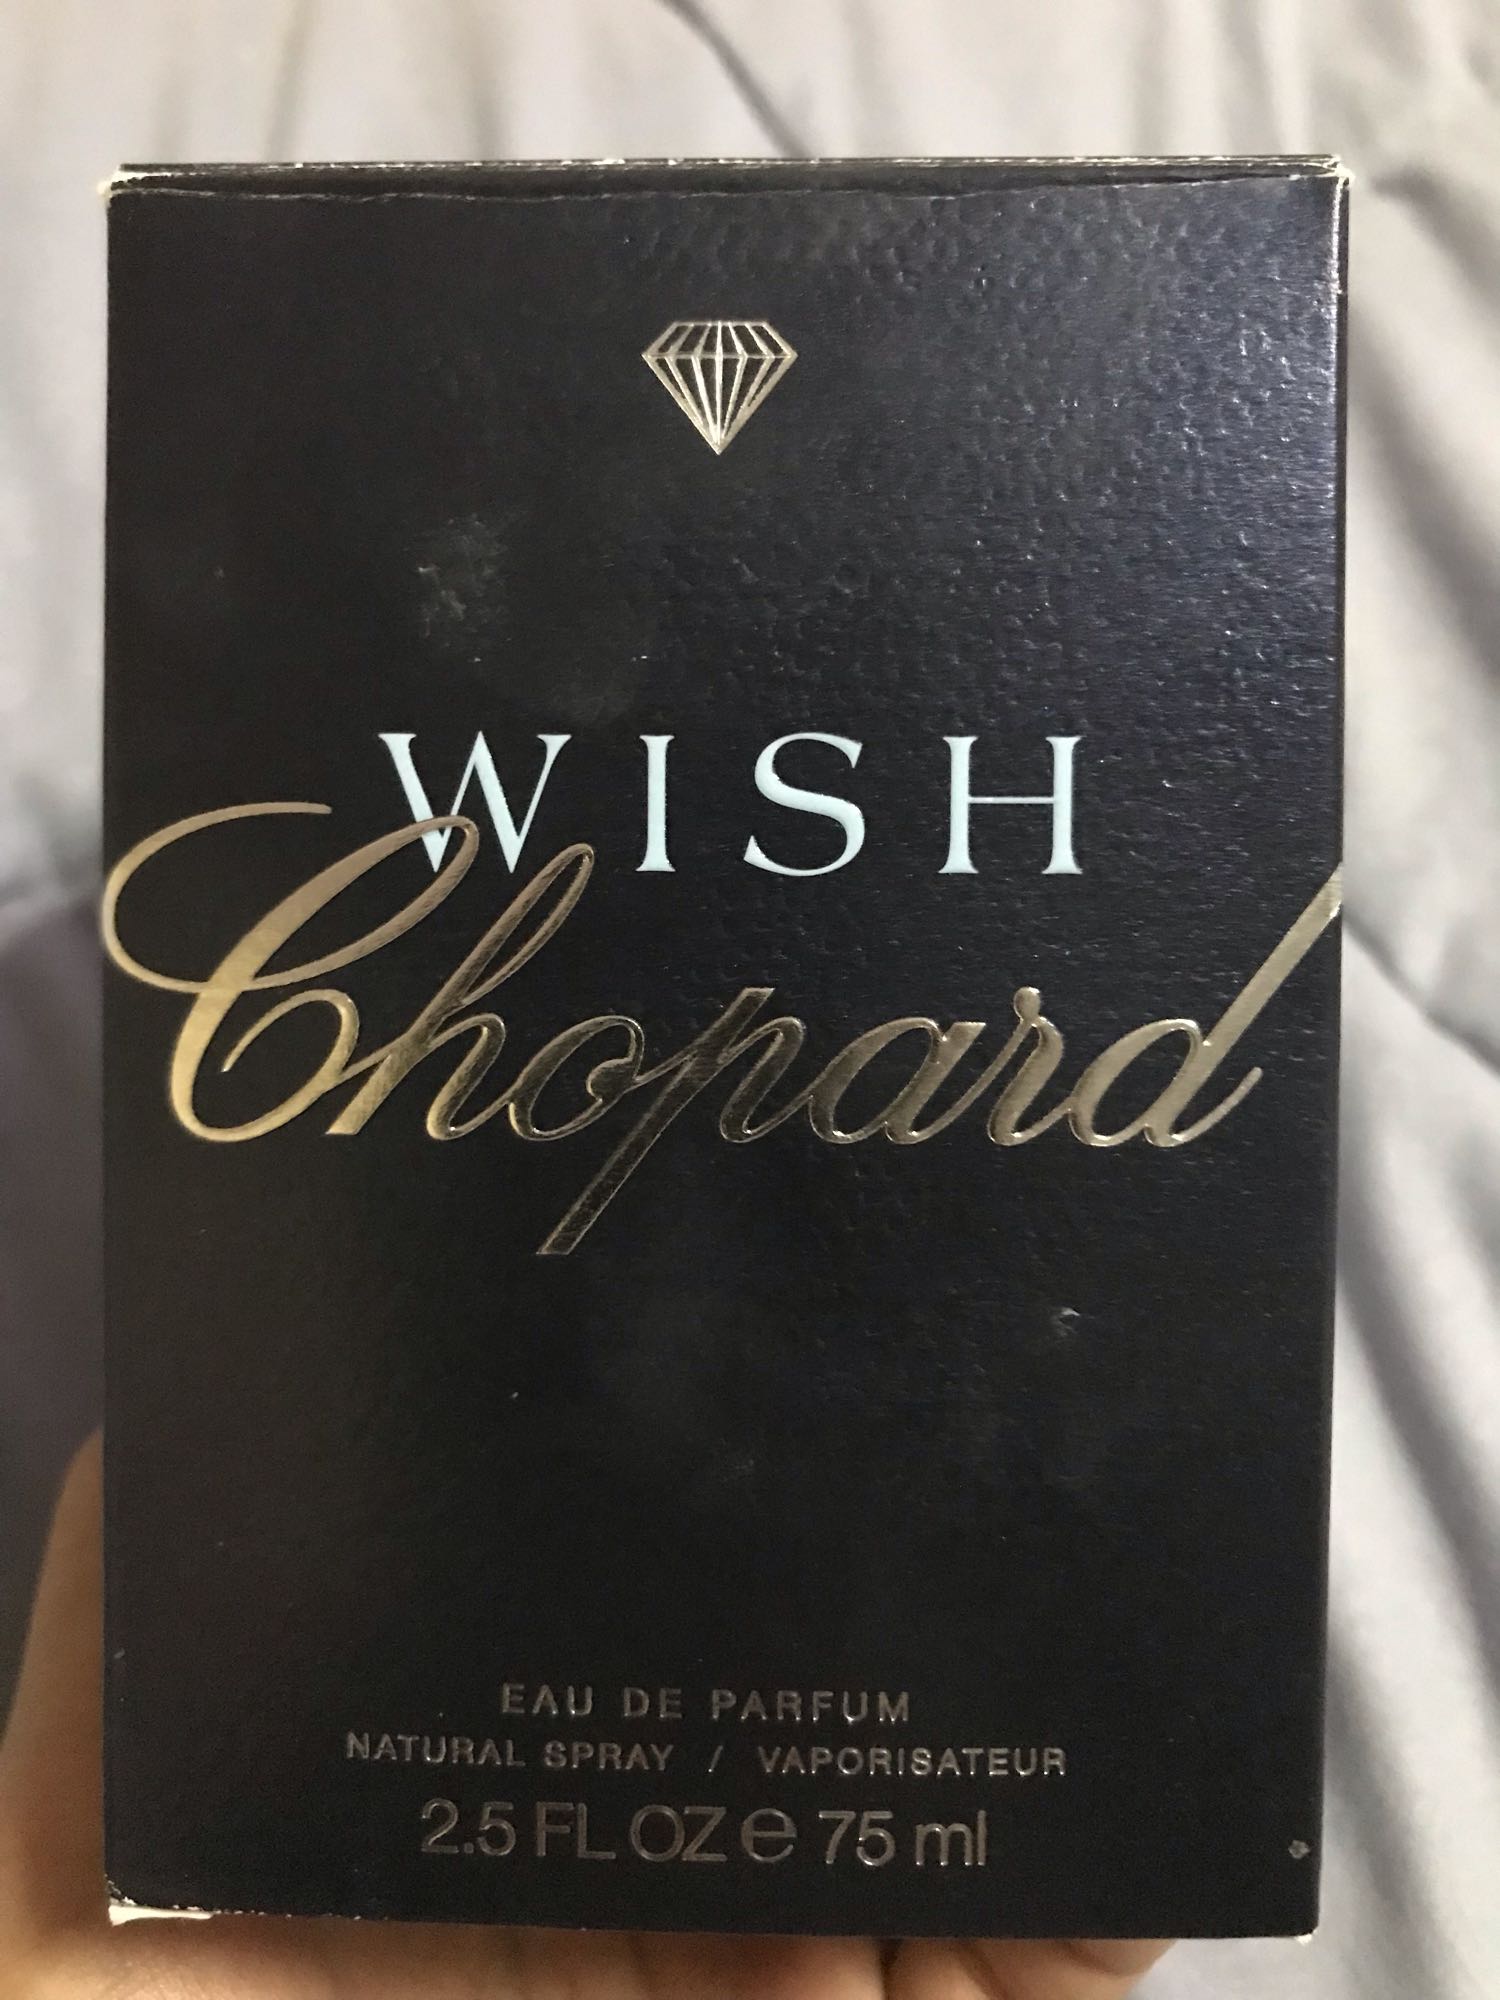 WISH
Chopard
EAU DE PARFUM
NATURAL SPRAY / VAPORISATEUR
2.5 FL OZ e 75 ml